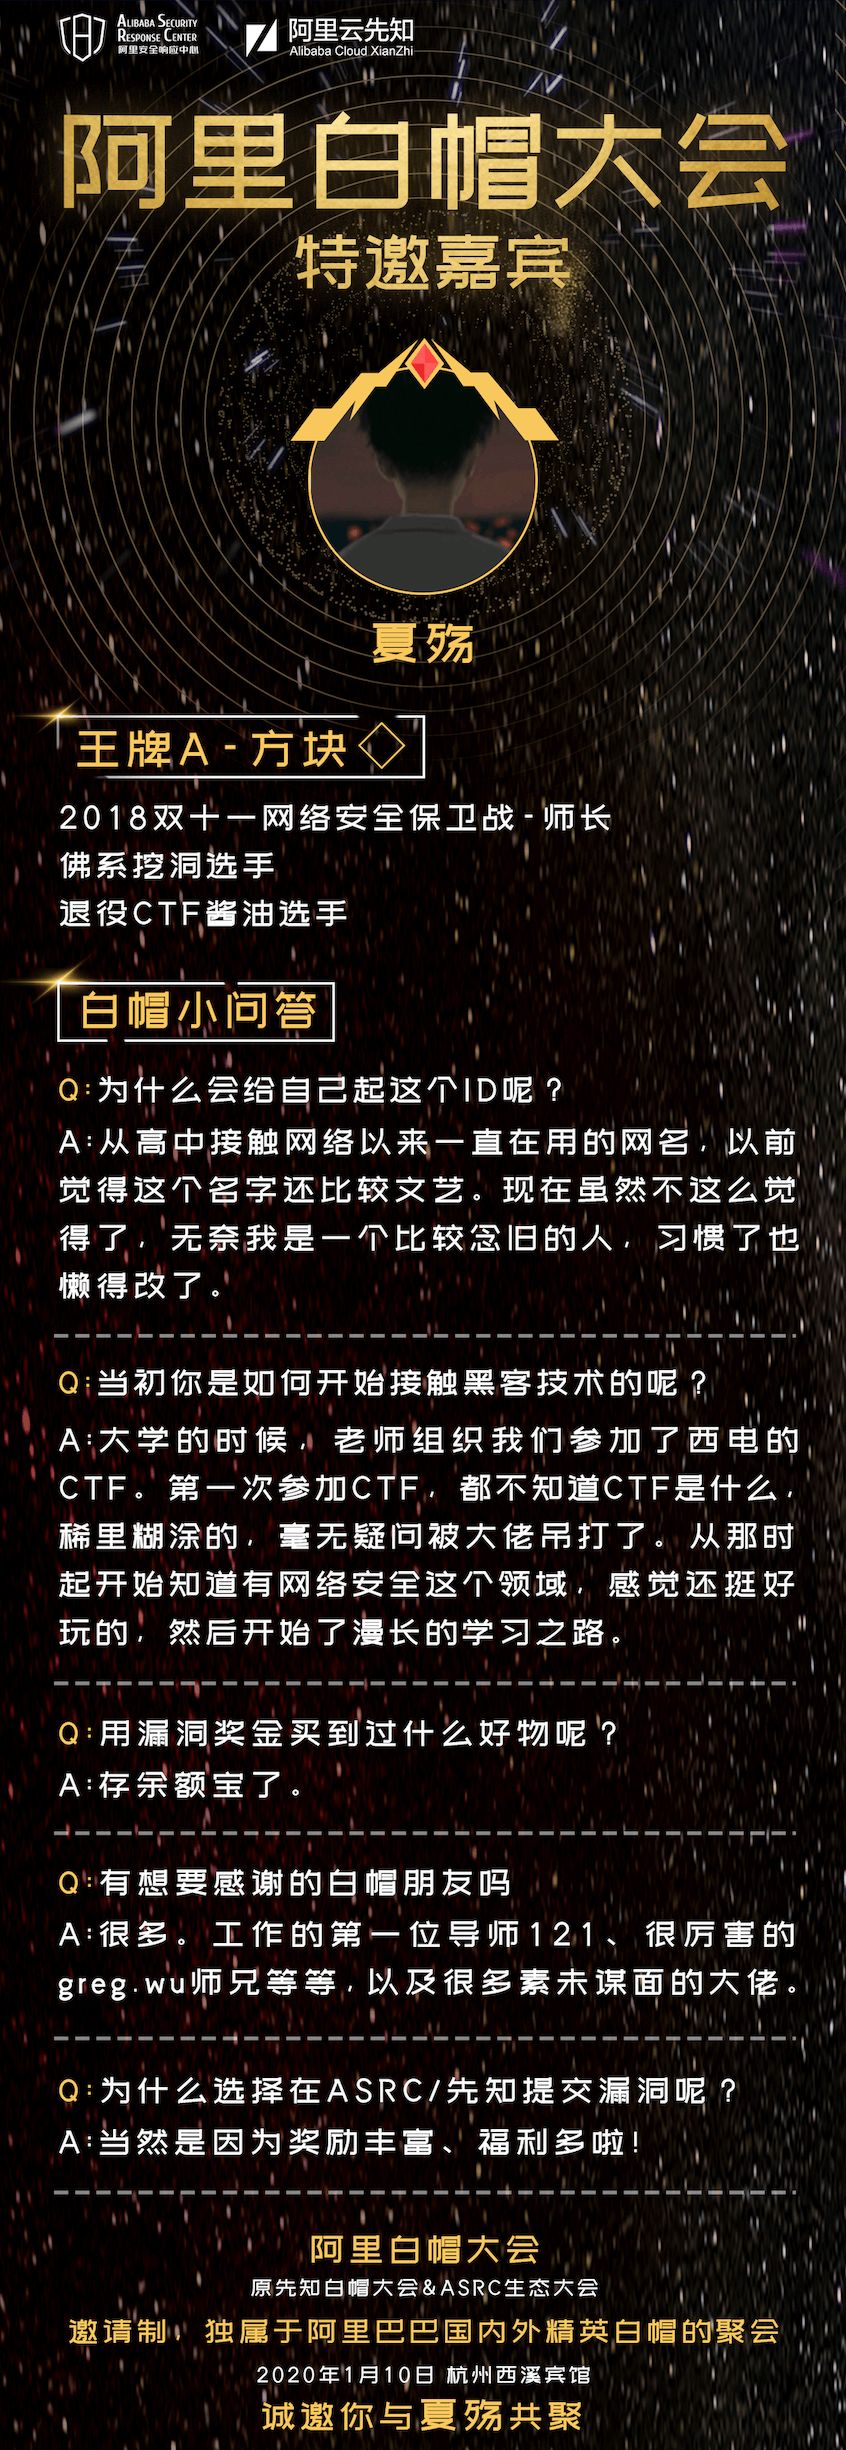 ALIBABA SECURITY
RESPONSE CENTER
阿里安全响应中心
阿里云先知
Alibaba Cloud XianZhi
阿里白帽大会
特邀嘉宾
夏殇
王牌A-方块
2018双十一网络安全保卫战-师长
佛系挖洞选手
退役CTF酱油选手
白帽小问答
Q:为什么会给自己起这个ID呢？
A:从高中接触网络以来一直在用的网名，以前
觉得这个名字还比较文艺。现在虽然不这么觉
得了，无奈我是一个比较念旧的人，习惯了也
懒得改了。
Q:当初你是如何开始接触黑客技术的呢？
A:大学的时候，老师组织我们参加了西电的
CTF。第一次参加CTF，都不知道CTF是什么，
稀里糊涂的，毫无疑问被大佬吊打了。从那时
起开始知道有网络安全这个领域，感觉还挺好
玩的，然后开始了漫长的学习之路。
Q:用漏洞奖金买到过什么好物呢？
A:存余额宝了。
Q:有想要感谢的白帽朋友吗
A:很多。工作的第一位导师121、很厉害的
greg.wu师兄等等,以及很多素未谋面的大佬。
Q:为什么选择在ASRC/先知提交漏洞呢？
A:当然是因为奖励丰富、福利多啦!
阿里白帽大会
原先知白帽大会&ASRC生态大会
邀请制，独属于阿里巴巴国内外精英白帽的聚会
2020年1月10日 杭州西溪宾馆
诚邀你与夏殇共聚